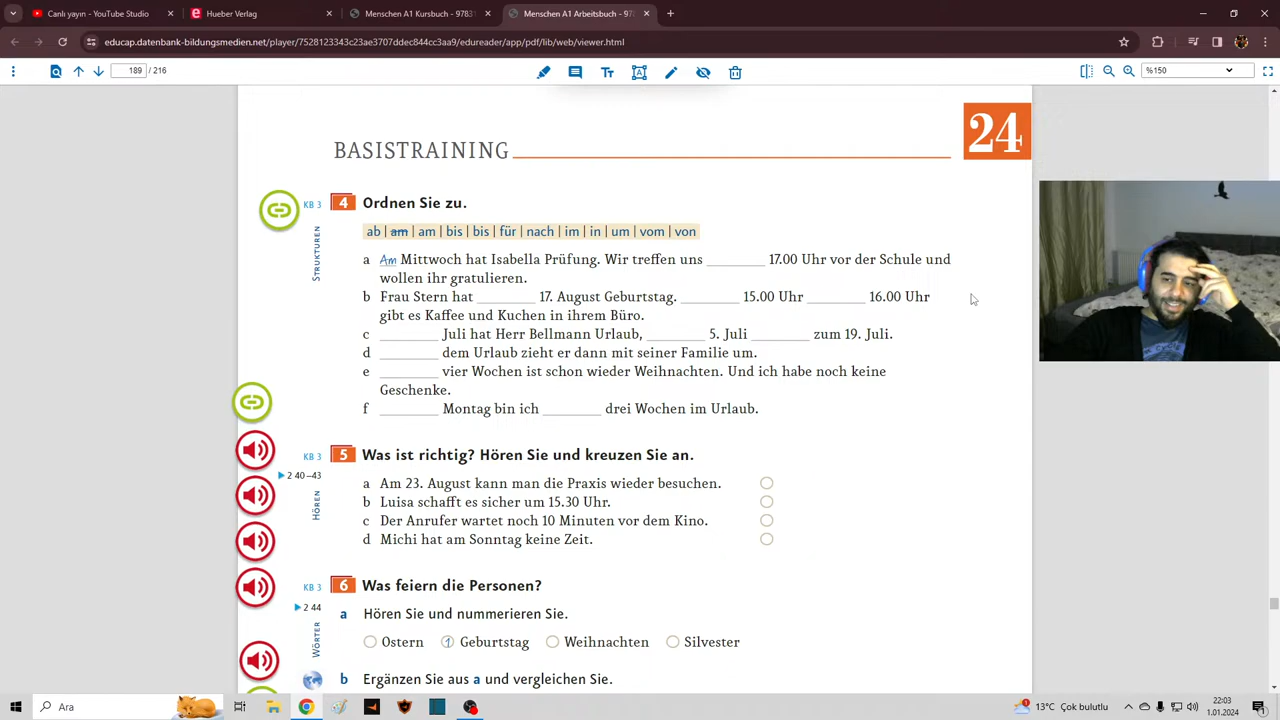 Canlı yayın - YouTube Studio
Hueber Verlag
Menschen A1 Kursbuch - 9783
Menschen A1 Arbeitsbuch - 978
educap.datenbank-bildungsmedien.net/player/7528123343c23ae3707ddec844cc3aa9/edureader/app/pdf/lib/web/viewer.html
189 / 216
%150
24
BASISTRAINING
KB 3 4 Ordnen Sie zu.
STRUKTUREN
ab | am | am | bis | bis | für | nach | im | in | um | vom | von
a Am Mittwoch hat Isabella Prüfung. Wir treffen uns ________ 17.00 Uhr vor der Schule und
wollen ihr gratulieren.
b Frau Stern hat ________ 17. August Geburtstag. ________ 15.00 Uhr ________ 16.00 Uhr
gibt es Kaffee und Kuchen in ihrem Büro.
c ________ Juli hat Herr Bellmann Urlaub, ________ 5. Juli ________ zum 19. Juli.
d ________ dem Urlaub zieht er dann mit seiner Familie um.
e ________ vier Wochen ist schon wieder Weihnachten. Und ich habe noch keine
Geschenke.
f ________ Montag bin ich ________ drei Wochen im Urlaub.
KB 3 5 Was ist richtig? Hören Sie und kreuzen Sie an.
2 40–43
HÖREN
a Am 23. August kann man die Praxis wieder besuchen.
b Luisa schafft es sicher um 15.30 Uhr.
c Der Anrufer wartet noch 10 Minuten vor dem Kino.
d Michi hat am Sonntag keine Zeit.
KB 3 6 Was feiern die Personen?
2 44
WÖRTER
a Hören Sie und nummerieren Sie.
Ostern 1 Geburtstag Weihnachten Silvester
b Ergänzen Sie aus a und vergleichen Sie.
Ara
13°C Çok bulutlu
22:03
1.01.2024